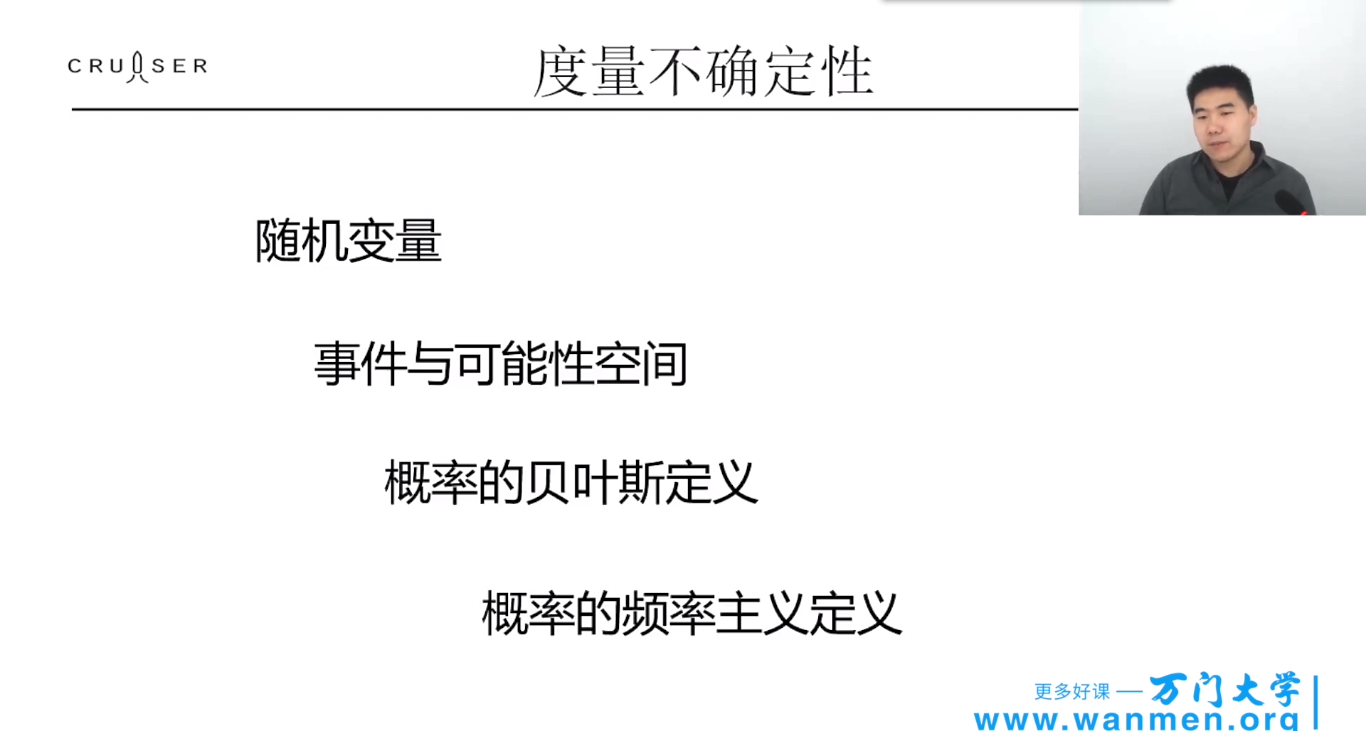 CRUISER
度量不确定性
随机变量
事件与可能性空间
概率的贝叶斯定义
概率的频率主义定义
更多好课 — 万门大学
www.wanmen.org